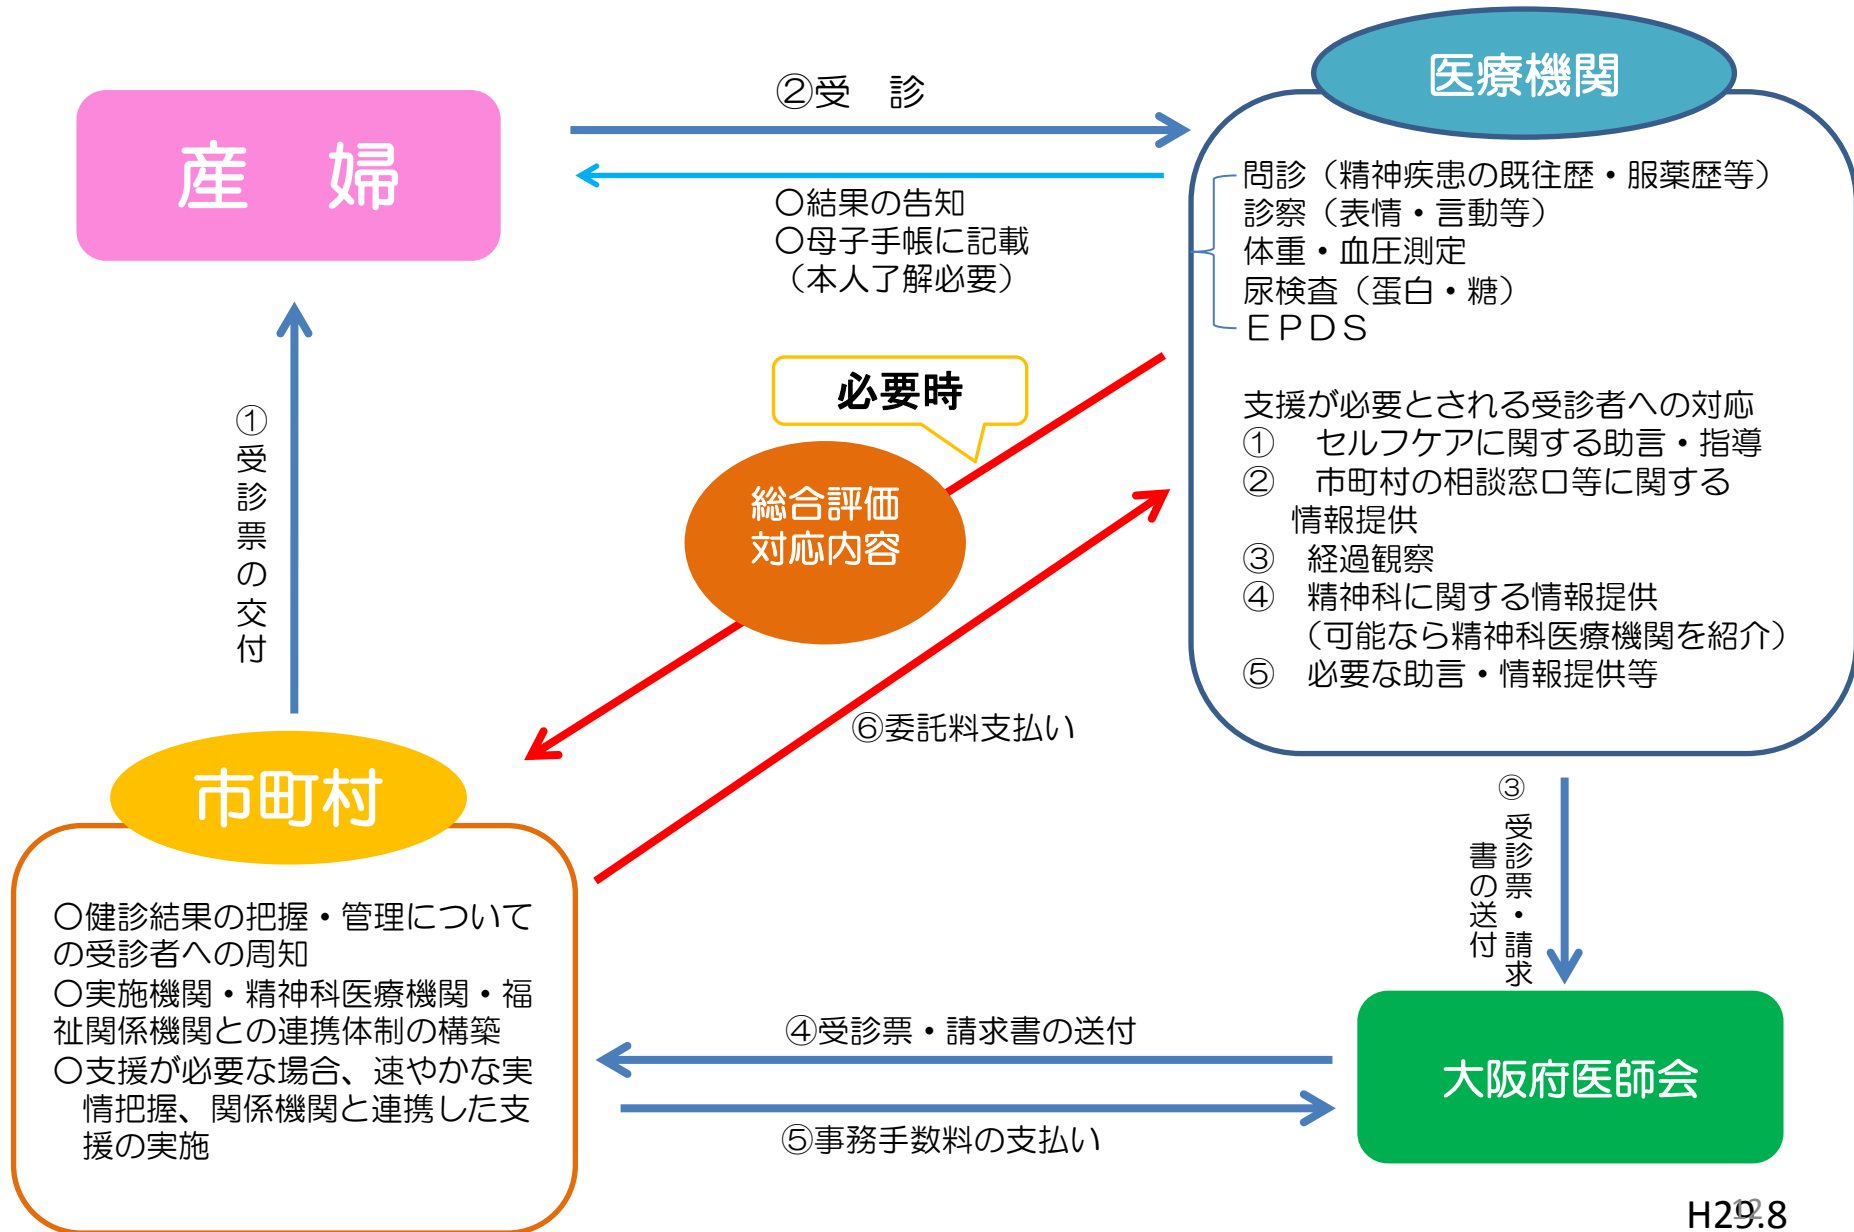 産　婦
②受　診
〇結果の告知
〇母子手帳に記載
（本人了解必要）
医療機関
問診（精神疾患の既往歴・服薬歴等）
診察（表情・言動等）
体重・血圧測定
尿検査（蛋白・糖）
ＥＰＤＳ
支援が必要とされる受診者への対応
①　セルフケアに関する助言・指導
②　市町村の相談窓口等に関する
情報提供
③　経過観察
④　精神科に関する情報提供
（可能なら精神科医療機関を紹介）
⑤　必要な助言・情報提供等
①受診票の交付
必要時
総合評価
対応内容
⑥委託料支払い
市町村
〇健診結果の把握・管理について
の受診者への周知
〇実施機関・精神科医療機関・福
祉関係機関との連携体制の構築
〇支援が必要な場合、速やかな実
情把握、関係機関と連携した支
援の実施
③受診票・請求
書の送付
④受診票・請求書の送付
⑤事務手数料の支払い
大阪府医師会
H29.8
12